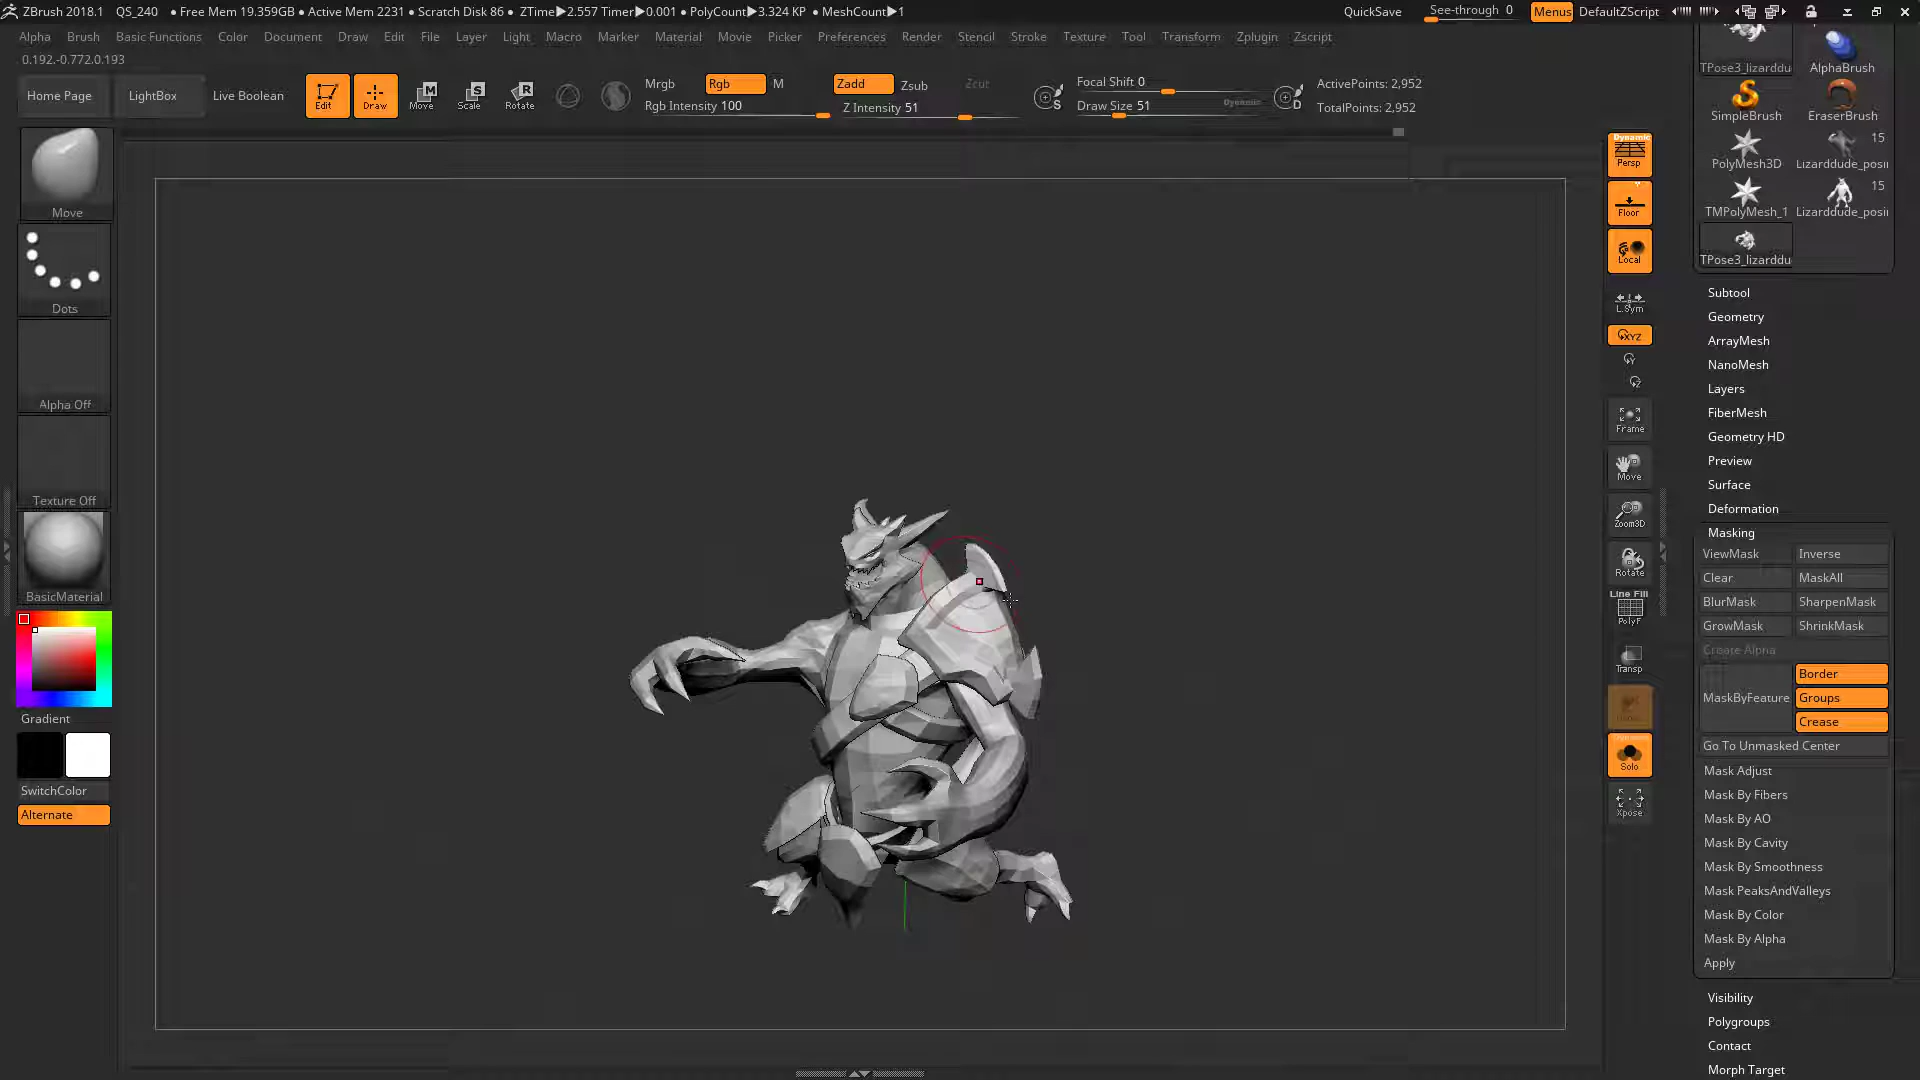 ZBrush 2018.1 QS_240 • Free Mem 19.359GB • Active Mem 2231 • Scratch Disk 86 • ZTime▶2.557 Timer▶0.001 • PolyCount▶3.324 KP • MeshCount▶1 QuickSave See-through 0 Menus DefaultZScript
Alpha Brush Basic Functions Color Document Draw Edit File Layer Light Macro Marker Material Movie Picker Preferences Render Stencil Stroke Texture Tool Transform Zplugin Zscript
0.192.-0.772.0.193
Home Page LightBox Live Boolean Edit Draw Move Scale Rotate
Mrgb Rgb M Zadd Zsub Zcut
Rgb Intensity 100 Z Intensity 51
S Focal Shift 0 D
Draw Size 51 Dynamic
ActivePoints: 2,952
TotalPoints: 2,952
Move
Dots
Alpha Off
Texture Off
BasicMaterial
Gradient
SwitchColor
Alternate
Dynamic
Persp
Floor
Local
L.Sym
XYZ
Y
Z
Frame
Move
Zoom3D
Rotate
Line Fill
PolyF
Transp
Dynamic
Solo
Xpose
TPose3_lizarddu AlphaBrush
SimpleBrush EraserBrush
15
PolyMesh3D Lizarddude_posi
15
TMPolyMesh_1 Lizarddude_posi
TPose3_lizarddu
Subtool
Geometry
ArrayMesh
NanoMesh
Layers
FiberMesh
Geometry HD
Preview
Surface
Deformation
Masking
ViewMask Inverse
Clear MaskAll
BlurMask SharpenMask
GrowMask ShrinkMask
Create Alpha
MaskByFeature Border
Groups
Crease
Go To Unmasked Center
Mask Adjust
Mask By Fibers
Mask By AO
Mask By Cavity
Mask By Smoothness
Mask PeaksAndValleys
Mask By Color
Mask By Alpha
Apply
Visibility
Polygroups
Contact
Morph Target